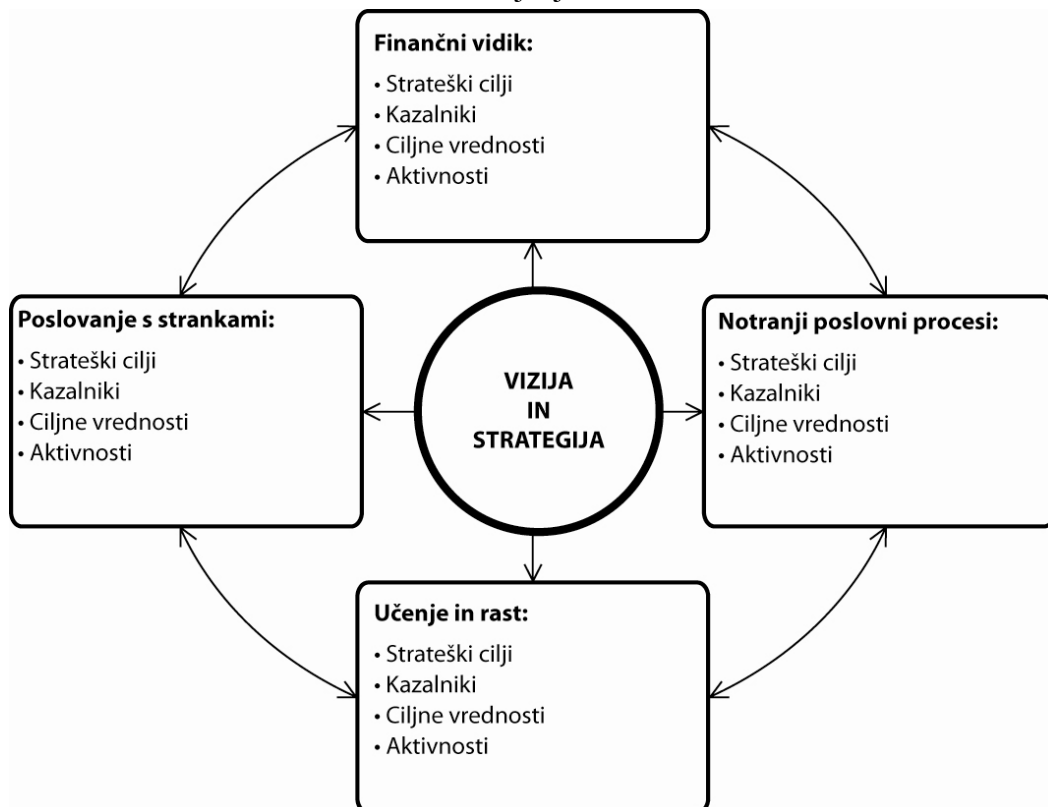 Finančni vidik:
• Strateški cilji
• Kazalniki
• Ciljne vrednosti
• Aktivnosti
Poslovanje s strankami:
• Strateški cilji
• Kazalniki
• Ciljne vrednosti
• Aktivnosti
VIZIJA
IN
STRATEGIJA
Notranji poslovni procesi:
• Strateški cilji
• Kazalniki
• Ciljne vrednosti
• Aktivnosti
Učenje in rast:
• Strateški cilji
• Kazalniki
• Ciljne vrednosti
• Aktivnosti